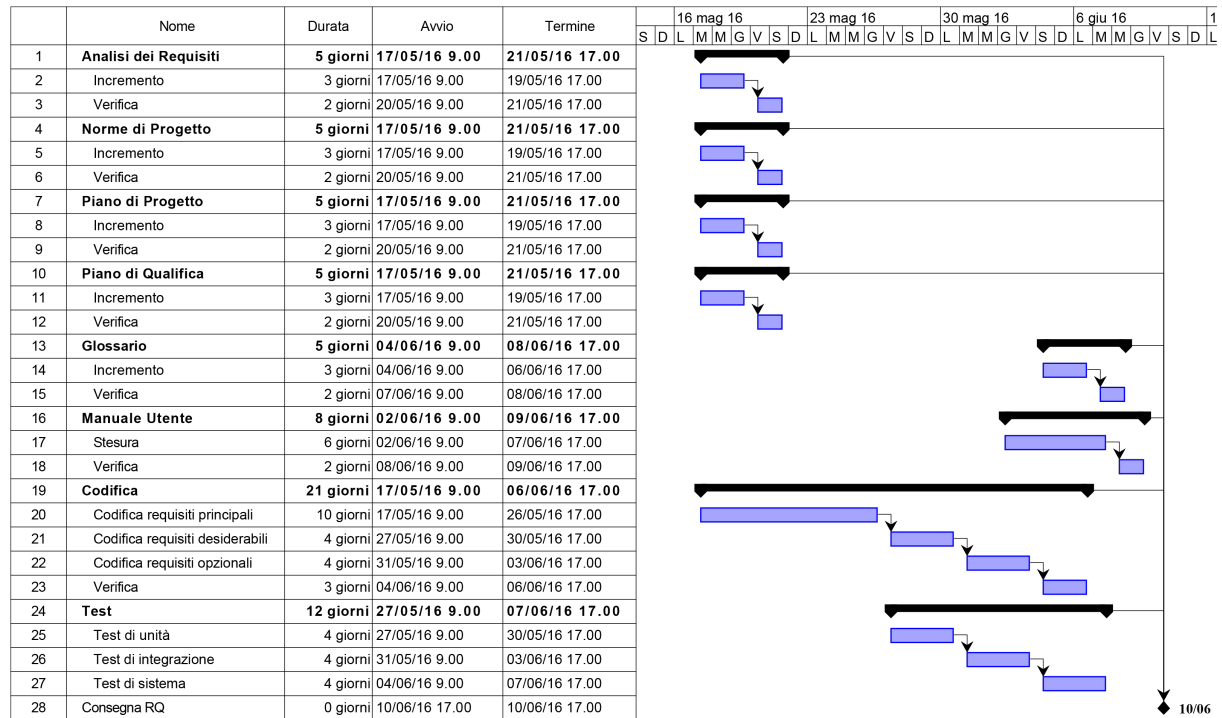 Nome Durata Avvio Termine 16 mag 16 23 mag 16 30 mag 16 6 giu 16 1
S D L M M G V S D L M M G V S D L M M G V S D L M M G V S D L
1 Analisi dei Requisiti 5 giorni 17/05/16 9.00 21/05/16 17.00
2 Incremento 3 giorni 17/05/16 9.00 19/05/16 17.00
3 Verifica 2 giorni 20/05/16 9.00 21/05/16 17.00
4 Norme di Progetto 5 giorni 17/05/16 9.00 21/05/16 17.00
5 Incremento 3 giorni 17/05/16 9.00 19/05/16 17.00
6 Verifica 2 giorni 20/05/16 9.00 21/05/16 17.00
7 Piano di Progetto 5 giorni 17/05/16 9.00 21/05/16 17.00
8 Incremento 3 giorni 17/05/16 9.00 19/05/16 17.00
9 Verifica 2 giorni 20/05/16 9.00 21/05/16 17.00
10 Piano di Qualifica 5 giorni 17/05/16 9.00 21/05/16 17.00
11 Incremento 3 giorni 17/05/16 9.00 19/05/16 17.00
12 Verifica 2 giorni 20/05/16 9.00 21/05/16 17.00
13 Glossario 5 giorni 04/06/16 9.00 08/06/16 17.00
14 Incremento 3 giorni 04/06/16 9.00 06/06/16 17.00
15 Verifica 2 giorni 07/06/16 9.00 08/06/16 17.00
16 Manuale Utente 8 giorni 02/06/16 9.00 09/06/16 17.00
17 Stesura 6 giorni 02/06/16 9.00 07/06/16 17.00
18 Verifica 2 giorni 08/06/16 9.00 09/06/16 17.00
19 Codifica 21 giorni 17/05/16 9.00 06/06/16 17.00
20 Codifica requisiti principali 10 giorni 17/05/16 9.00 26/05/16 17.00
21 Codifica requisiti desiderabili 4 giorni 27/05/16 9.00 30/05/16 17.00
22 Codifica requisiti opzionali 4 giorni 31/05/16 9.00 03/06/16 17.00
23 Verifica 3 giorni 04/06/16 9.00 06/06/16 17.00
24 Test 12 giorni 27/05/16 9.00 07/06/16 17.00
25 Test di unità 4 giorni 27/05/16 9.00 30/05/16 17.00
26 Test di integrazione 4 giorni 31/05/16 9.00 03/06/16 17.00
27 Test di sistema 4 giorni 04/06/16 9.00 07/06/16 17.00
28 Consegna RQ 0 giorni 10/06/16 17.00 10/06/16 17.00 10/06